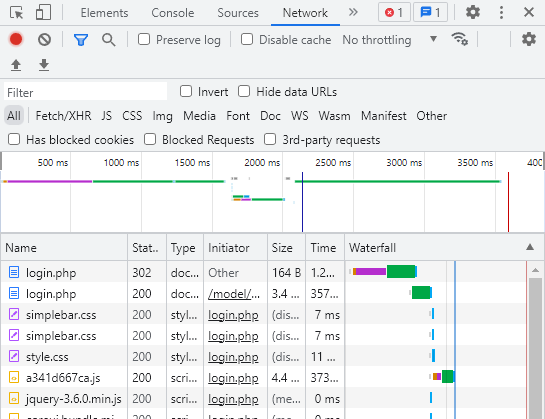 Elements Console Sources Network » 1 1
Preserve log Disable cache No throttling
Filter Invert Hide data URLs
All Fetch/XHR JS CSS Img Media Font Doc WS Wasm Manifest Other
Has blocked cookies Blocked Requests 3rd-party requests
500 ms 1000 ms 1500 ms 2000 ms 2500 ms 3000 ms 3500 ms 400
Name Stat.. Type Initiator Size Time Waterfall
login.php 302 doc... Other 164 B 1.2...
login.php 200 doc... /model/... 3.4 ... 357...
simplebar.css 200 styl... login.php (dis... 7 ms
simplebar.css 200 styl... login.php (dis... 7 ms
style.css 200 styl... login.php (dis... 11 ...
a341d667ca.js 200 scri... login.php 4.4 ... 373...
jquery-3.6.0.min.js 200 scri... login.php (me... 0 ms
200 scri... login.php (me... 0 ms